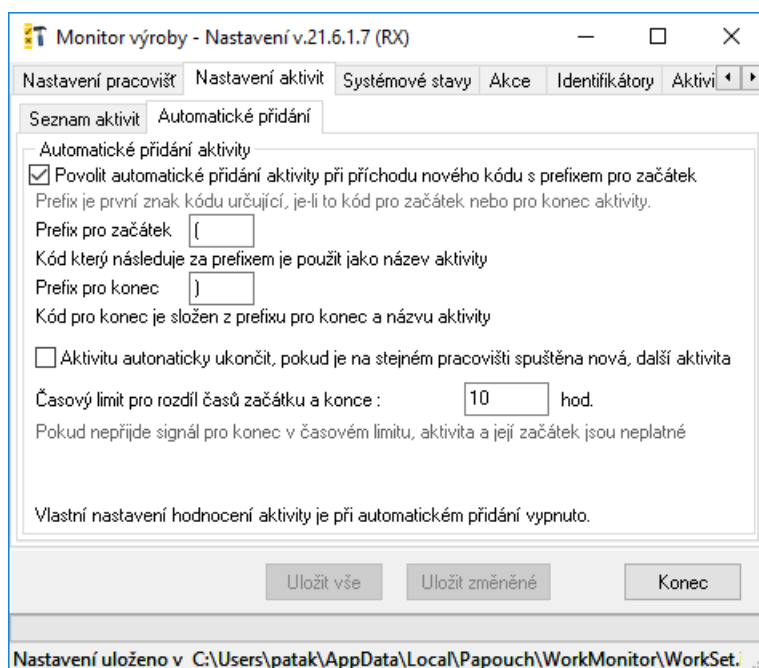 Monitor výroby - Nastavení v.21.6.1.7 (RX)
Nastavení pracovišť Nastavení aktivit Systémové stavy Akce Identifikátory Aktivi
Seznam aktivit Automatické přidání
Automatické přidání aktivity
Povolit automatické přidání aktivity při příchodu nového kódu s prefixem pro začátek
Prefix je první znak kódu určující, je-li to kód pro začátek nebo pro konec aktivity.
Prefix pro začátek (
Kód který následuje za prefixem je použit jako název aktivity
Prefix pro konec )
Kód pro konec je složen z prefixu pro konec a názvu aktivity
Aktivitu autonaticky ukončit, pokud je na stejném pracovišti spuštěna nová, další aktivita
Časový limit pro rozdíl časů začátku a konce : 10 hod.
Pokud nepřijde signál pro konec v časovém limitu, aktivita a její začátek jsou neplatné
Vlastní nastavení hodnocení aktivity je při automatickém přidání vypnuto.
Uložit vše Uložit změněné Konec
Nastavení uloženo v C:\Users\patak\AppData\Local\Papouch\WorkMonitor\WorkSet.